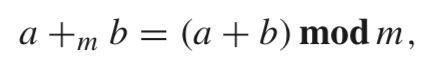 a +ₘ b = (a + b) mod m,